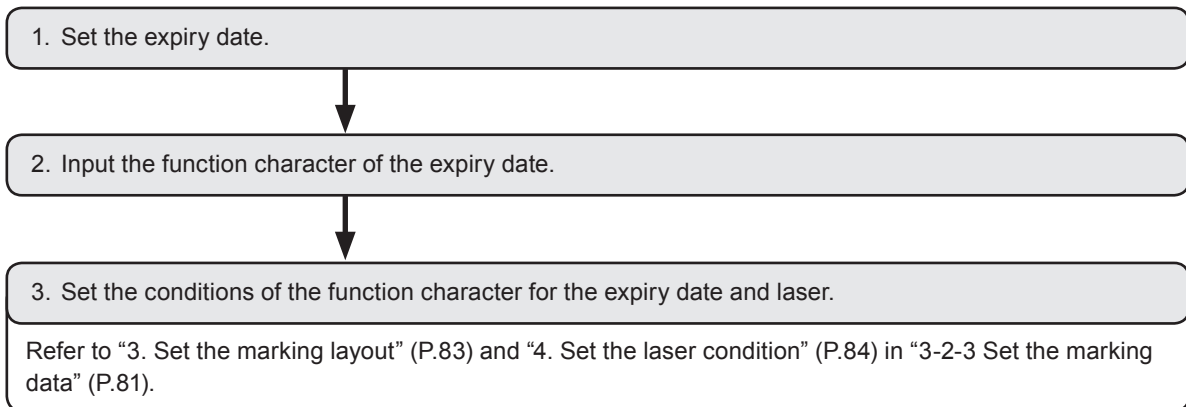 1. Set the expiry date.
2. Input the function character of the expiry date.
3. Set the conditions of the function character for the expiry date and laser.
Refer to “3. Set the marking layout” (P.83) and “4. Set the laser condition” (P.84) in “3-2-3 Set the marking
data” (P.81).